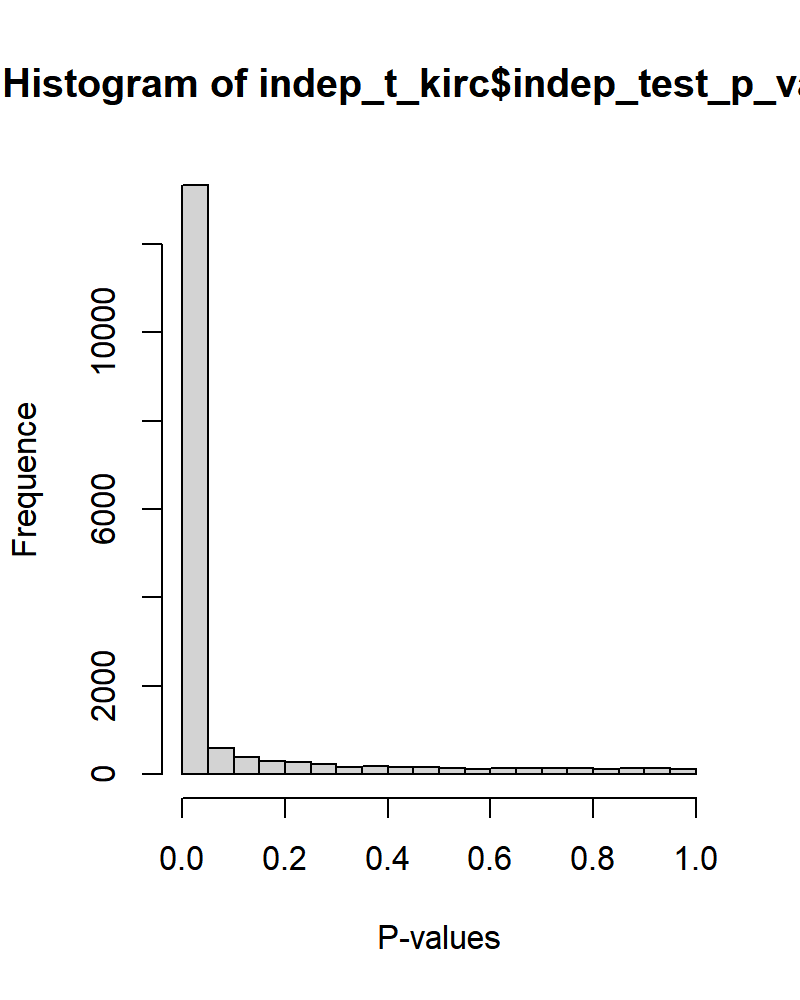 Histogram of indep_t_kirc$indep_test_p_va
Frequence
10000
6000
2000
0
0.0 0.2 0.4 0.6 0.8 1.0
P-values